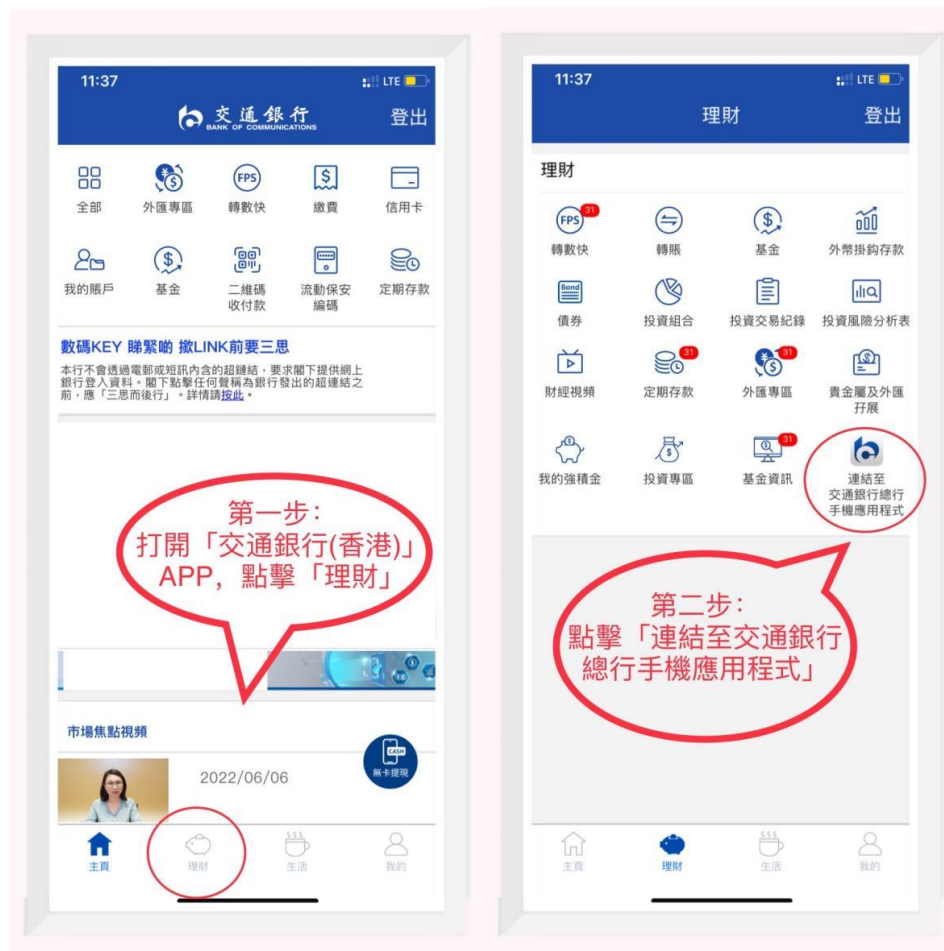 11:37
LTE
交通銀行
BANK OF COMMUNICATIONS
登出
全部
外匯專區
FPS
轉數快
繳費
信用卡
我的賬戶
基金
二維碼
收付款
流動保安
編碼
定期存款
數碼KEY 睇緊啲 撳LINK前要三思
本行不會透過電郵或短訊內含的超鏈結，要求閣下提供網上
銀行登入資料。閣下點擊任何聲稱為銀行發出的超連結之
前，應「三思而後行」。詳情請按此。
第一步：
打開「交通銀行(香港)」
APP，點擊「理財」
市場焦點視頻
2022/06/06
CASH
無卡提現
主頁
理財
生活
我的
11:37
LTE
理財
登出
理財
FPS
31
轉數快
轉賬
基金
外幣掛鈎存款
Bond
債券
投資組合
投資交易紀錄
投資風險分析表
財經視頻
31
定期存款
31
外匯專區
貴金屬及外匯
孖展
我的強積金
投資專區
31
基金資訊
連結至
交通銀行總行
手機應用程式
第二步：
點擊「連結至交通銀行
總行手機應用程式」
主頁
理財
生活
我的